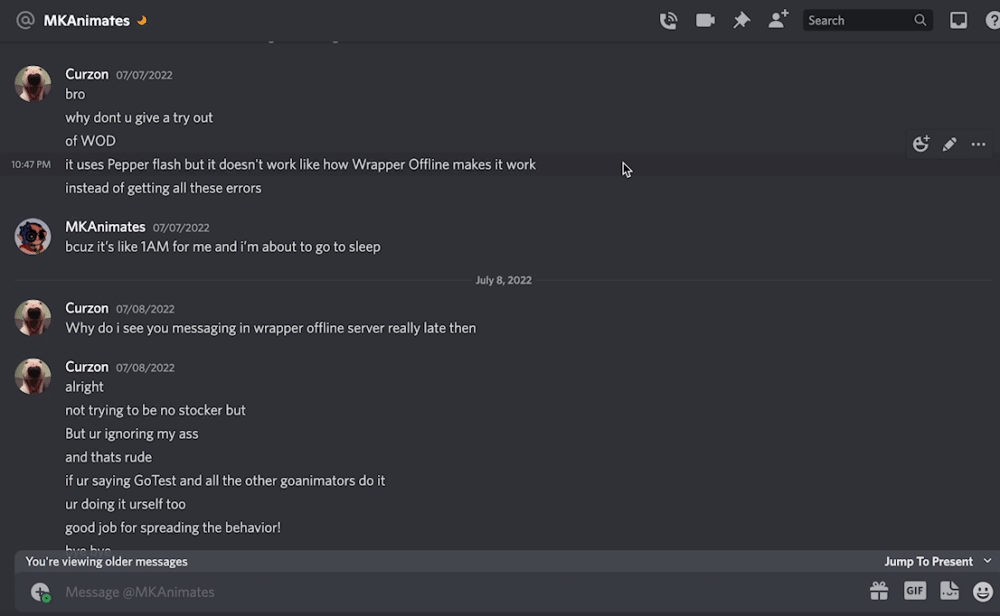 MKAnimates
Search
Curzon 07/07/2022
bro
why dont u give a try out
of WOD
10:47 PM it uses Pepper flash but it doesn't work like how Wrapper Offline makes it work
instead of getting all these errors
MKAnimates 07/07/2022
bcuz it's like 1AM for me and i'm about to go to sleep
July 8, 2022
Curzon 07/08/2022
Why do i see you messaging in wrapper offline server really late then
Curzon 07/08/2022
alright
not trying to be no stocker but
But ur ignoring my ass
and thats rude
if ur saying GoTest and all the other goanimators do it
ur doing it urself too
good job for spreading the behavior!
bye bye
You're viewing older messages Jump To Present
Message @MKAnimates GIF